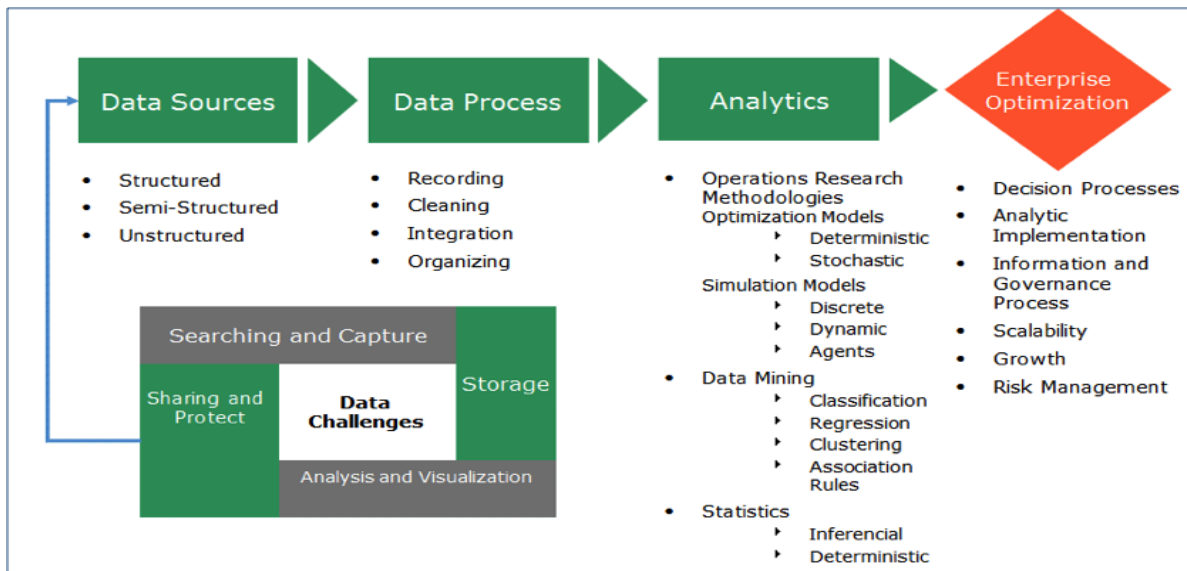 Data Sources
Data Process
Analytics
Enterprise
Optimization
• Structured
• Semi-Structured
• Unstructured
• Recording
• Cleaning
• Integration
• Organizing
• Operations Research
Methodologies
Optimization Models
‣ Deterministic
‣ Stochastic
Simulation Models
‣ Discrete
‣ Dynamic
‣ Agents
• Data Mining
‣ Classification
‣ Regression
‣ Clustering
‣ Association
Rules
• Statistics
‣ Inferencial
‣ Deterministic
• Decision Processes
• Analytic
Implementation
• Information and
Governance
Process
• Scalability
• Growth
• Risk Management
Searching and Capture
Storage
Sharing and
Protect
Data
Challenges
Analysis and Visualization